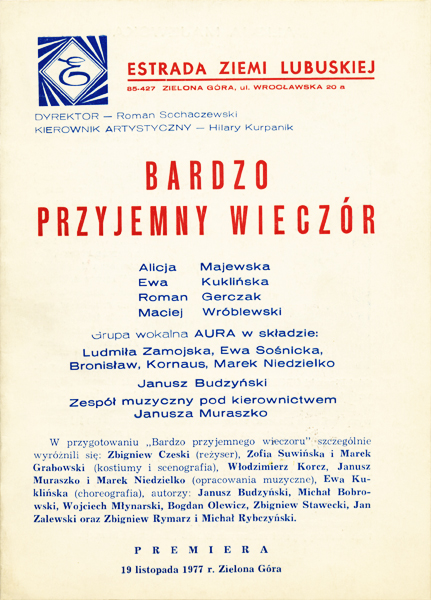 E
ESTRADA ZIEMI LUBUSKIEJ
85-427 ZIELONA GÓRA, ul. WROCŁAWSKA 20 a
DYREKTOR — Roman Sochaczewski
KIEROWNIK ARTYSTYCZNY — Hilary Kurpanik
BARDZO
PRZYJEMNY WIECZÓR
Alicja Majewska
Ewa Kuklińska
Roman Gerczak
Maciej Wróblewski
Grupa wokalna AURA w składzie:
Ludmiła Zamojska, Ewa Sośnicka,
Bronisław, Kornaus, Marek Niedzielko
Janusz Budzyński
Zespół muzyczny pod kierownictwem
Janusza Muraszko
W przygotowaniu „Bardzo przyjemnego wieczoru" szczególnie
wyróżnili się: Zbigniew Czeski (reżyser), Zofia Suwińska i Marek
Grabowski (kostiumy i scenografia), Włodzimierz Korcz, Janusz
Muraszko i Marek Niedzielko (opracowania muzyczne), Ewa Ku-
klińska (choreografia), autorzy: Janusz Budzyński, Michał Bobro-
wski, Wojciech Młynarski, Bogdan Olewicz, Zbigniew Stawecki, Jan
Zalewski oraz Zbigniew Rymarz i Michał Rybczyński.
PREMIERA
19 listopada 1977 r. Zielona Góra